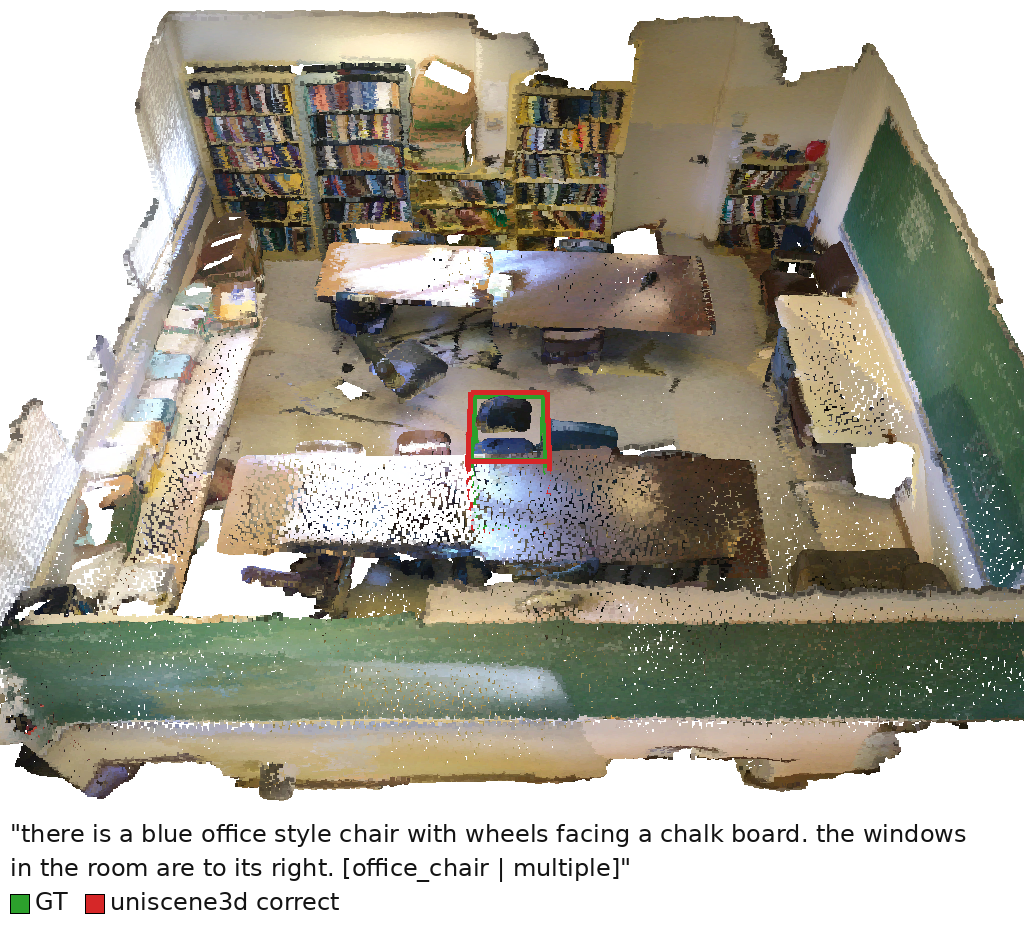 "there is a blue office style chair with wheels facing a chalk board. the windows
in the room are to its right. [office_chair | multiple]"
GT uniscene3d correct